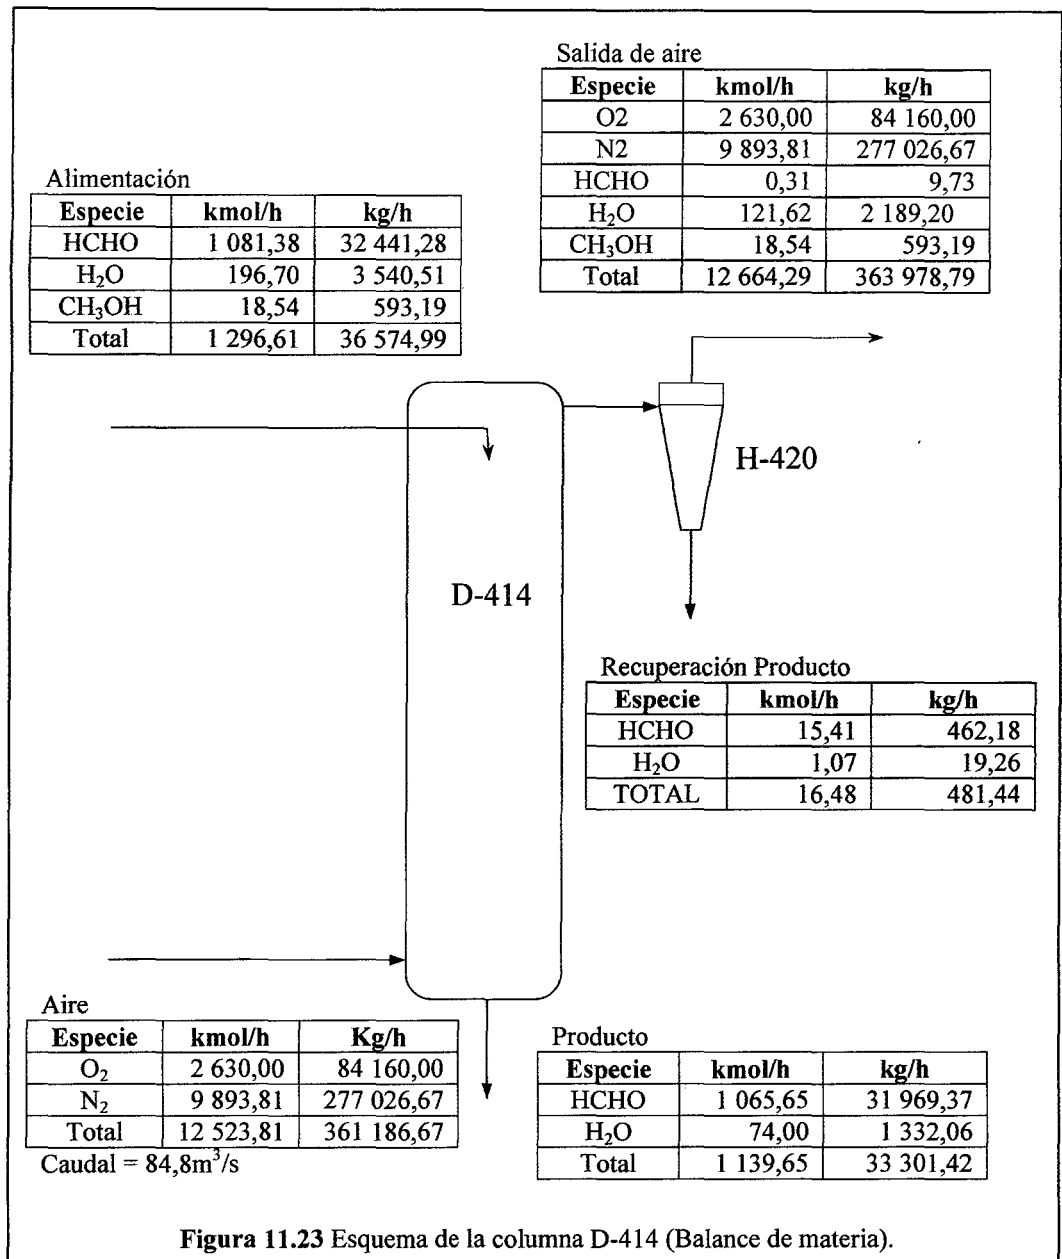 Salida de aire
Especie kmol/h kg/h
O2 2 630,00 84 160,00
N2 9 893,81 277 026,67
HCHO 0,31 9,73
H₂O 121,62 2 189,20
CH₃OH 18,54 593,19
Total 12 664,29 363 978,79
Alimentación
Especie kmol/h kg/h
HCHO 1 081,38 32 441,28
H₂O 196,70 3 540,51
CH₃OH 18,54 593,19
Total 1 296,61 36 574,99
H-420
D-414
Recuperación Producto
Especie kmol/h kg/h
HCHO 15,41 462,18
H₂O 1,07 19,26
TOTAL 16,48 481,44
Aire
Especie kmol/h Kg/h
O₂ 2 630,00 84 160,00
N₂ 9 893,81 277 026,67
Total 12 523,81 361 186,67
Caudal = 84,8m³/s
Producto
Especie kmol/h kg/h
HCHO 1 065,65 31 969,37
H₂O 74,00 1 332,06
Total 1 139,65 33 301,42
Figura 11.23 Esquema de la columna D-414 (Balance de materia).